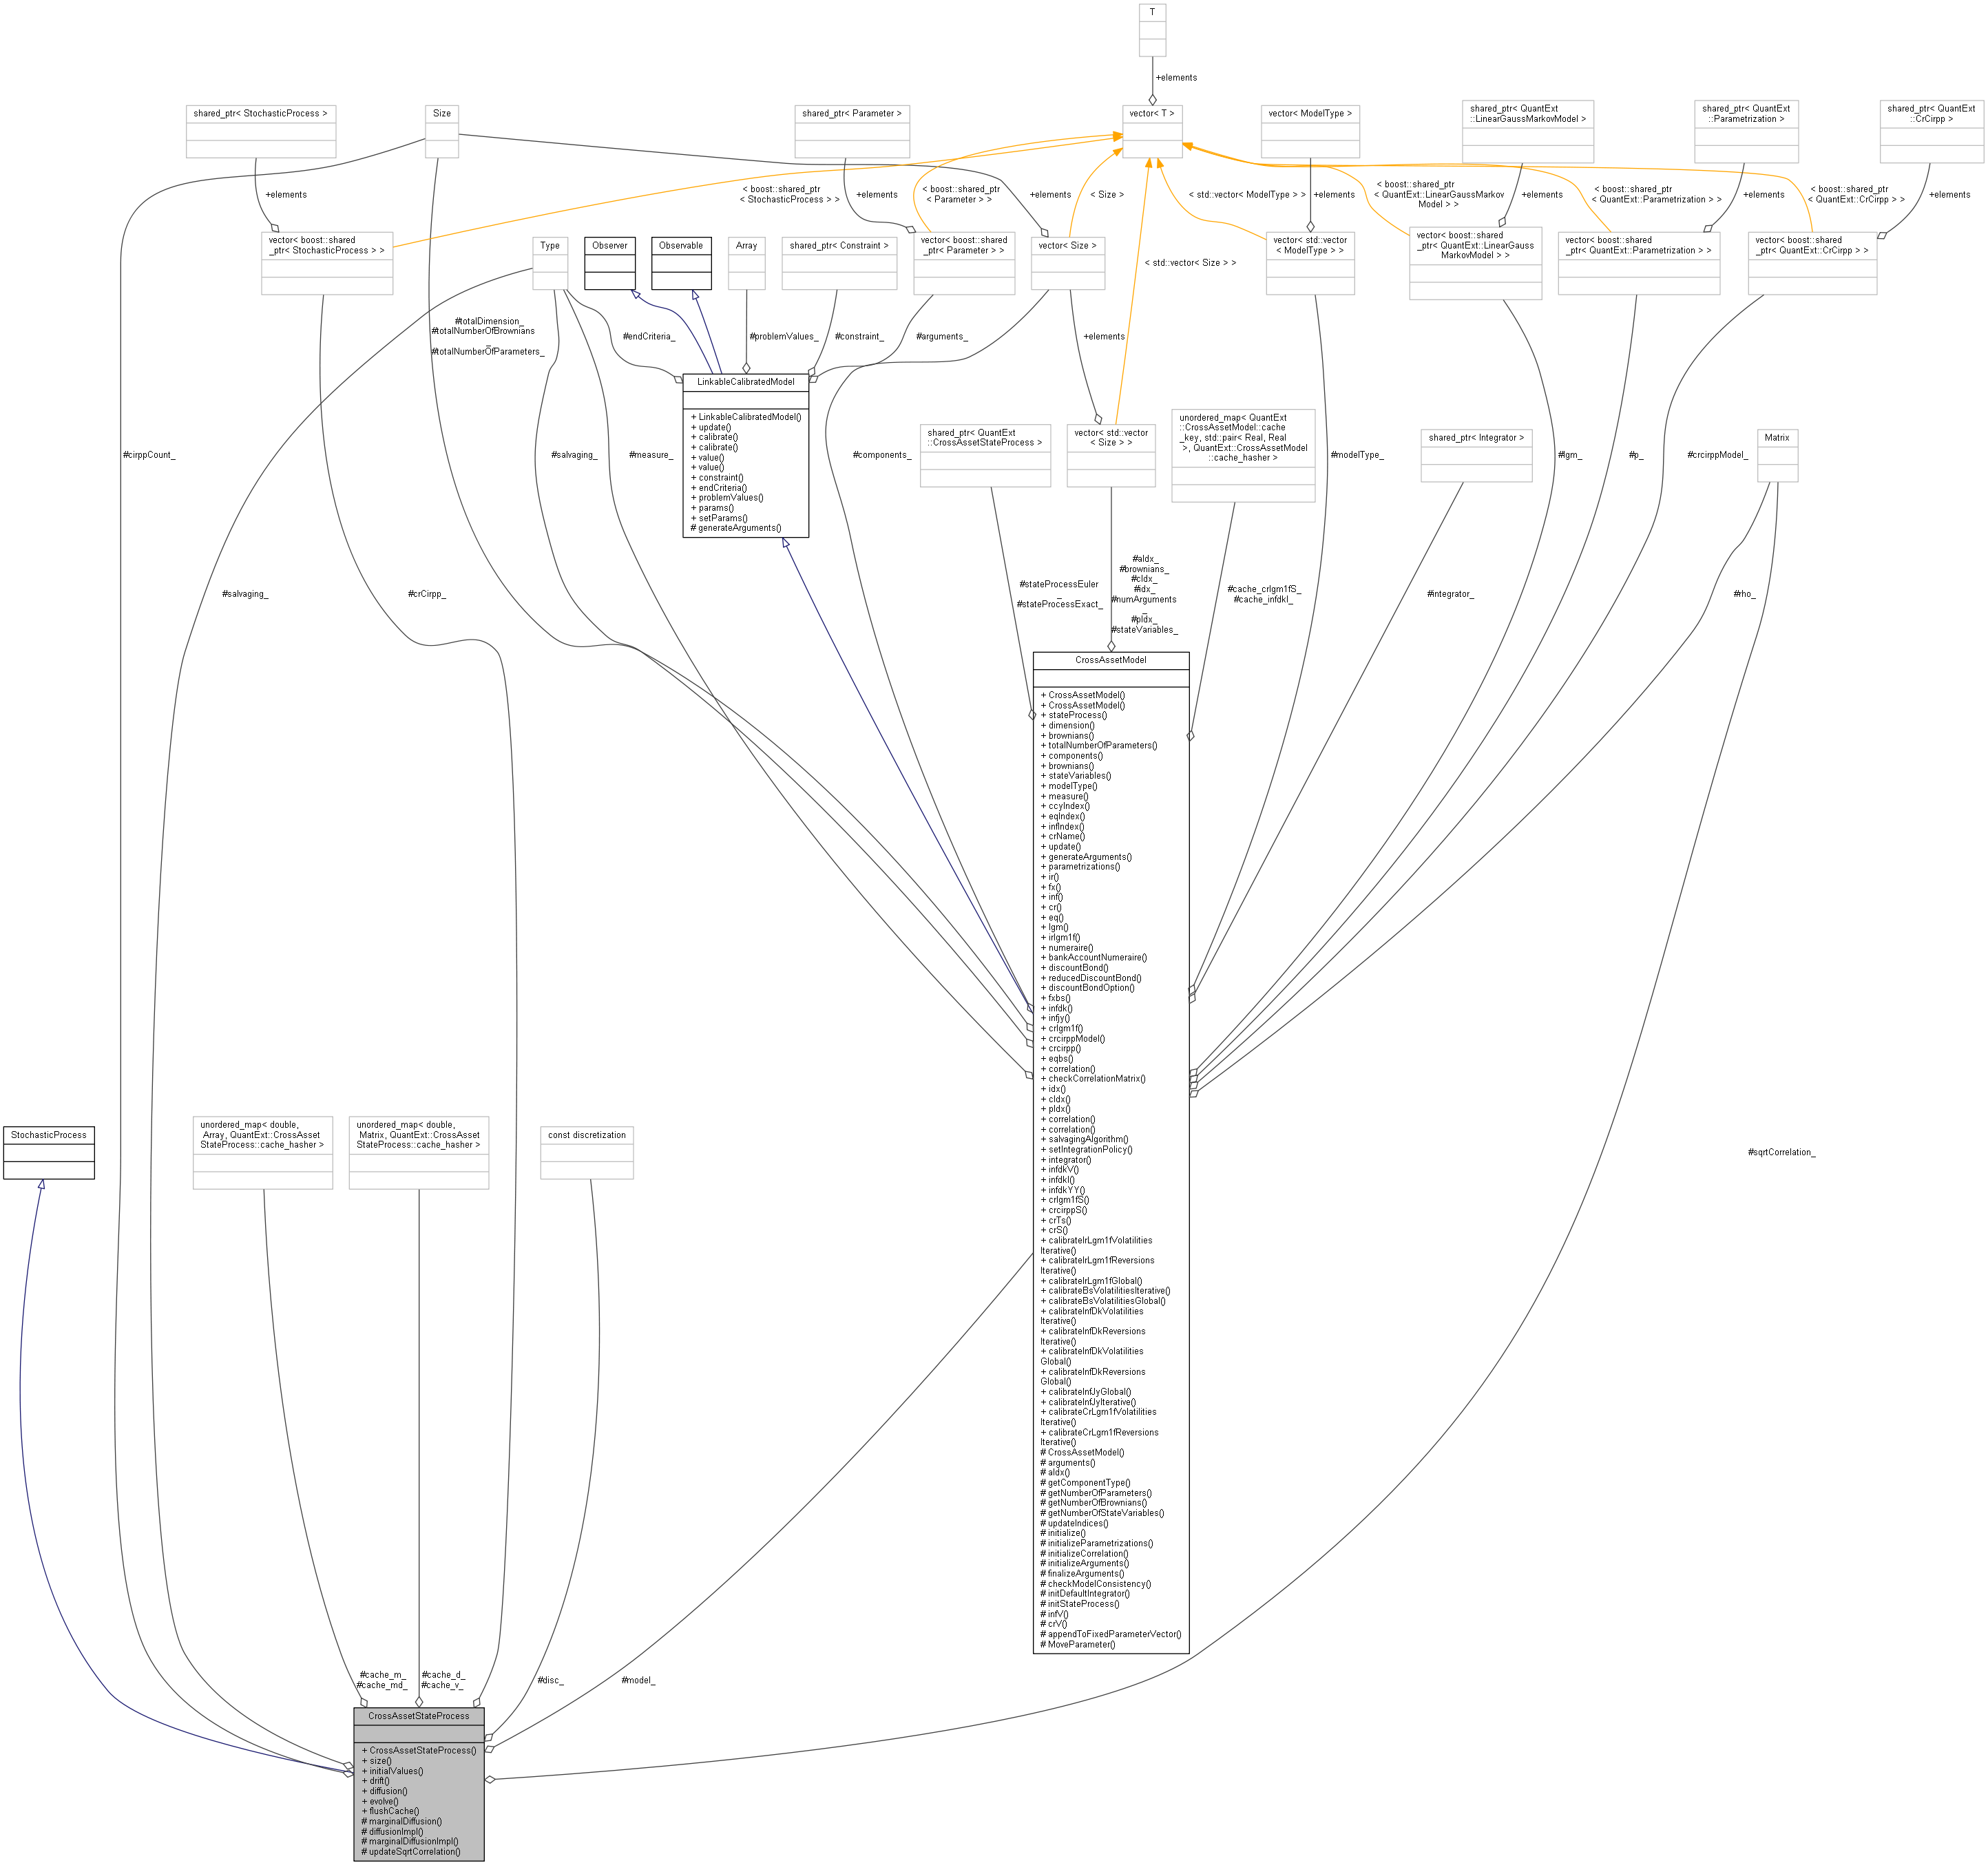 T
+elements
shared_ptr< StochasticProcess >
Size
shared_ptr< Parameter >
vector< T >
vector< ModelType >
shared_ptr< QuantExt
::LinearGaussMarkovModel >
shared_ptr< QuantExt
::Parametrization >
shared_ptr< QuantExt
::CrCirpp >
+elements
< boost::shared_ptr
< StochasticProcess > >
+elements
< boost::shared_ptr
< Parameter > >
+elements
< Size >
< std::vector< ModelType > >
+elements
< boost::shared_ptr
< QuantExt::LinearGaussMarkov
Model > >
+elements
< boost::shared_ptr
< QuantExt::Parametrization > >
+elements
< boost::shared_ptr
< QuantExt::CrCirpp > >
+elements
vector< boost::shared
_ptr< StochasticProcess > >
Type
Observer
Observable
Array
shared_ptr< Constraint >
vector< boost::shared
_ptr< Parameter > >
vector< Size >
< std::vector< Size > >
vector< std::vector
< ModelType > >
vector< boost::shared
_ptr< QuantExt::LinearGauss
MarkovModel > >
vector< boost::shared
_ptr< QuantExt::Parametrization > >
vector< boost::shared
_ptr< QuantExt::CrCirpp > >
#totalDimension_
#totalNumberOfBrownians
_
#totalNumberOfParameters_
#endCriteria_
#problemValues_
#constraint_
#arguments_
+elements
LinkableCalibratedModel
+ LinkableCalibratedModel()
+ update()
+ calibrate()
+ calibrate()
+ value()
+ value()
+ constraint()
+ endCriteria()
+ problemValues()
+ params()
+ setParams()
# generateArguments()
#cirppCount_
#salvaging_
#measure_
#components_
shared_ptr< QuantExt
::CrossAssetStateProcess >
vector< std::vector
< Size > >
unordered_map< QuantExt
::CrossAssetModel::cache
_key, std::pair< Real, Real
>, QuantExt::CrossAssetModel
::cache_hasher >
#modelType_
shared_ptr< Integrator >
#lgm_
#p_
#crcirppModel_
Matrix
#salvaging_
#crCirpp_
#stateProcessEuler
_
#stateProcessExact_
#aIdx_
#brownians_
#cIdx_
#idx_
#numArguments
_
#pIdx_
#stateVariables_
#cache_crlgm1fS_
#cache_infdkI_
#integrator_
#rho_
CrossAssetModel
+ CrossAssetModel()
+ CrossAssetModel()
+ stateProcess()
+ dimension()
+ brownians()
+ totalNumberOfParameters()
+ components()
+ brownians()
+ stateVariables()
+ modelType()
+ measure()
+ ccyIndex()
+ eqIndex()
+ infIndex()
+ crName()
+ update()
+ generateArguments()
+ parametrizations()
+ ir()
+ fx()
+ inf()
+ cr()
+ eq()
+ lgm()
+ irlgm1f()
+ numeraire()
+ bankAccountNumeraire()
+ discountBond()
+ reducedDiscountBond()
+ discountBondOption()
+ fxbs()
+ infdk()
+ infjy()
+ crlgm1f()
+ crcirppModel()
+ crcirpp()
+ eqbs()
+ correlation()
+ checkCorrelationMatrix()
+ idx()
+ cIdx()
+ pIdx()
+ correlation()
+ correlation()
+ salvagingAlgorithm()
+ setIntegrationPolicy()
+ integrator()
+ infdkV()
+ infdkI()
+ infdkYY()
+ crlgm1fS()
+ crcirppS()
+ crTs()
+ crS()
+ calibrateIrLgm1fVolatilities
Iterative()
+ calibrateIrLgm1fReversions
Iterative()
+ calibrateIrLgm1fGlobal()
+ calibrateBsVolatilitiesIterative()
+ calibrateBsVolatilitiesGlobal()
+ calibrateInfDkVolatilities
Iterative()
+ calibrateInfDkReversions
Iterative()
+ calibrateInfDkVolatilities
Global()
+ calibrateInfDkReversions
Global()
+ calibrateInfJyGlobal()
+ calibrateInfJyIterative()
+ calibrateCrLgm1fVolatilities
Iterative()
+ calibrateCrLgm1fReversions
Iterative()
# CrossAssetModel()
# arguments()
# aIdx()
# getComponentType()
# getNumberOfParameters()
# getNumberOfBrownians()
# getNumberOfStateVariables()
# updateIndices()
# initialize()
# initializeParametrizations()
# initializeCorrelation()
# initializeArguments()
# finalizeArguments()
# checkModelConsistency()
# initDefaultIntegrator()
# initStateProcess()
# infV()
# crV()
# appendToFixedParameterVector()
# MoveParameter()
StochasticProcess
unordered_map< double,
Array, QuantExt::CrossAsset
StateProcess::cache_hasher >
unordered_map< double,
Matrix, QuantExt::CrossAsset
StateProcess::cache_hasher >
const discretization
#sqrtCorrelation_
#cache_m_
#cache_md_
#cache_d_
#cache_v_
#disc_
#model_
CrossAssetStateProcess
+ CrossAssetStateProcess()
+ size()
+ initialValues()
+ drift()
+ diffusion()
+ evolve()
+ flushCache()
# marginalDiffusion()
# diffusionImpl()
# marginalDiffusionImpl()
# updateSqrtCorrelation()